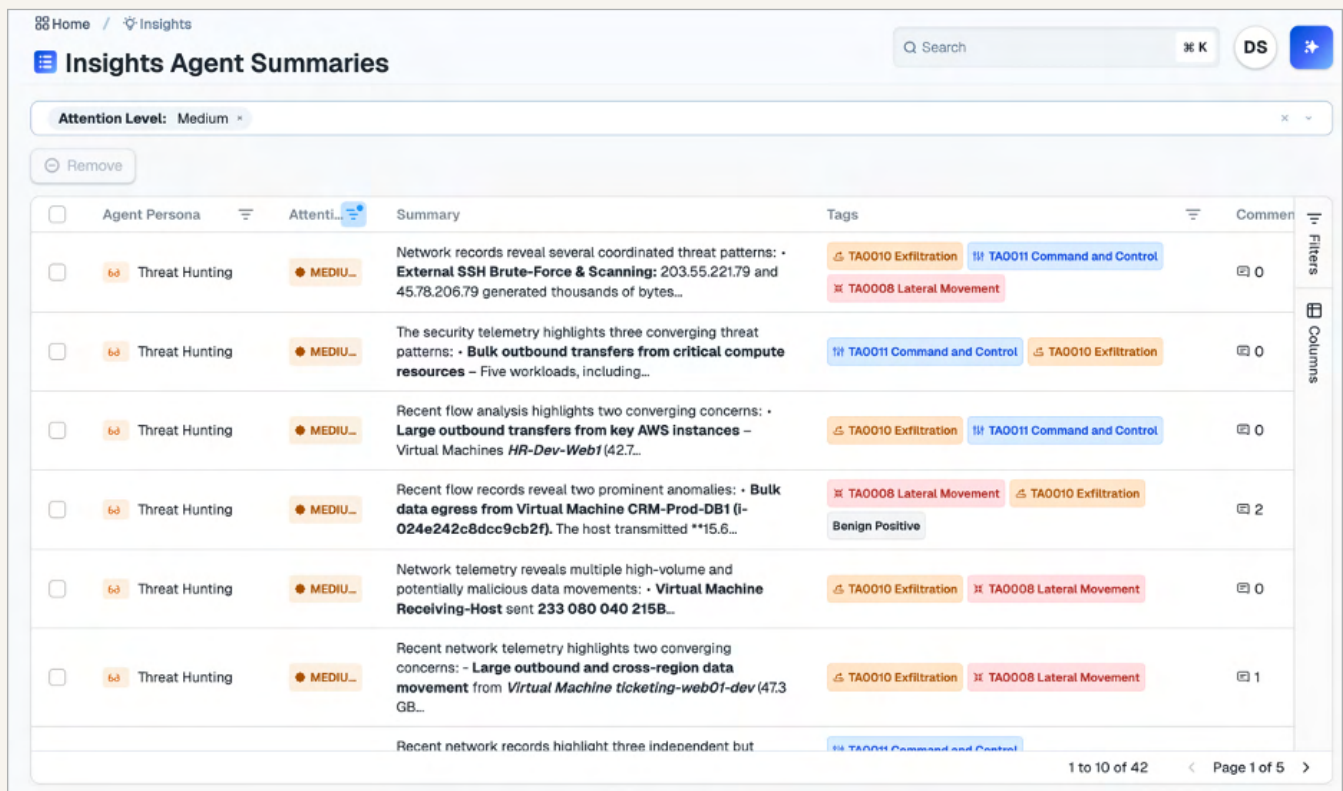 Home / Insights
Insights Agent Summaries
Search
⌘ K
DS
Attention Level: Medium ×
Remove
Agent Persona
Attenti...
Summary
Tags
Commen
Filters
Columns
Threat Hunting
MEDIU...
Network records reveal several coordinated threat patterns: •
External SSH Brute-Force & Scanning: 203.55.221.79 and
45.78.206.79 generated thousands of bytes...
TA0010 Exfiltration
TA0011 Command and Control
TA0008 Lateral Movement
0
Threat Hunting
MEDIU...
The security telemetry highlights three converging threat
patterns: • Bulk outbound transfers from critical compute
resources – Five workloads, including...
TA0011 Command and Control
TA0010 Exfiltration
0
Threat Hunting
MEDIU...
Recent flow analysis highlights two converging concerns: •
Large outbound transfers from key AWS instances –
Virtual Machines HR-Dev-Web1 (42.7...
TA0010 Exfiltration
TA0011 Command and Control
0
Threat Hunting
MEDIU...
Recent flow records reveal two prominent anomalies: • Bulk
data egress from Virtual Machine CRM-Prod-DB1 (i-
024e242c8dcc9cb2f). The host transmitted **15.6...
TA0008 Lateral Movement
TA0010 Exfiltration
Benign Positive
2
Threat Hunting
MEDIU...
Network telemetry reveals multiple high-volume and
potentially malicious data movements: • Virtual Machine
Receiving-Host sent 233 080 040 215B...
TA0010 Exfiltration
TA0008 Lateral Movement
0
Threat Hunting
MEDIU...
Recent network telemetry highlights two converging
concerns: - Large outbound and cross-region data
movement from Virtual Machine ticketing-web01-dev (47.3
GB...
TA0010 Exfiltration
TA0008 Lateral Movement
1
Recent network records highlight three independent but
TA0011 Command and Control
1 to 10 of 42
Page 1 of 5